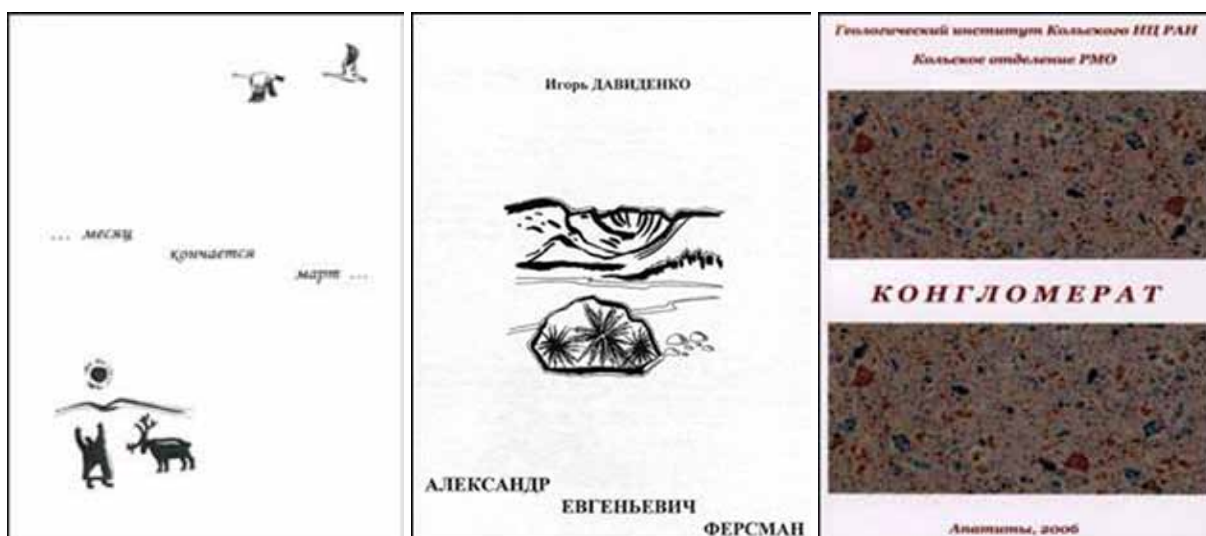 ... месяц
кончается
март ...
Игорь ДАВИДЕНКО
АЛЕКСАНДР
ЕВГЕНЬЕВИЧ
ФЕРСМАН
Геологический институт Кольского НЦ РАН
Кольское отделение РМО
КОНГЛОМЕРАТ
Апатиты, 2006